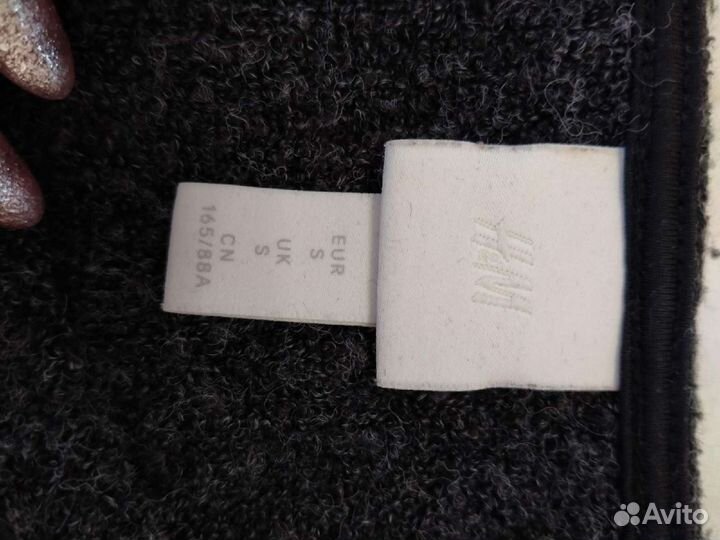 H&M
EUR
S
UK
S
CN
165/88A
Avito